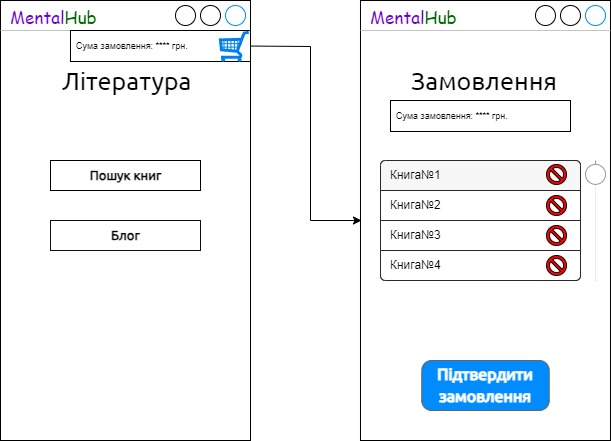 MentalHub
Сума замовлення: **** грн.
Література
Пошук книг
Блог
MentalHub
Замовлення
Сума замовлення: **** грн.
Книга№1
Книга№2
Книга№3
Книга№4
Підтвердити
замовлення